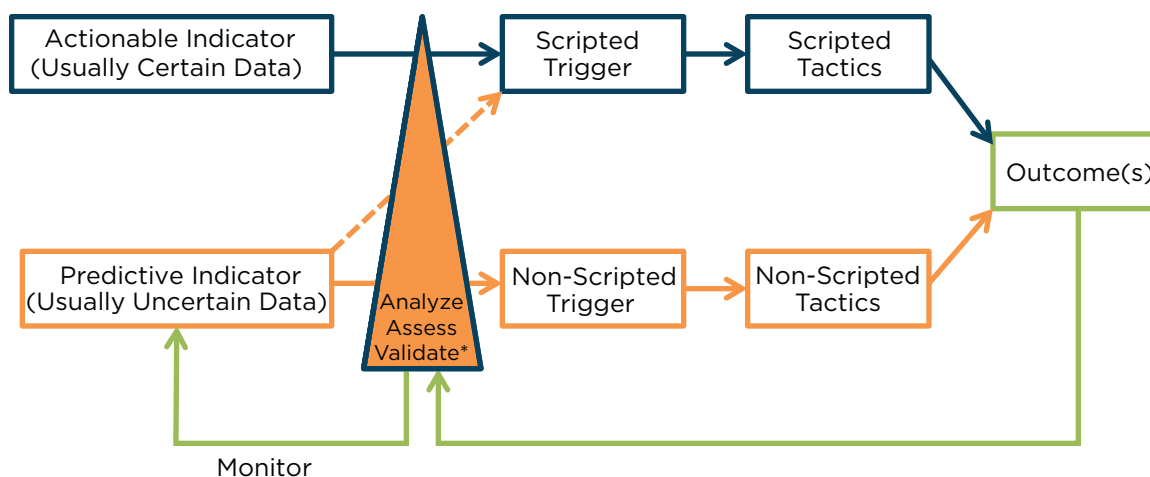 Actionable Indicator
(Usually Certain Data)
Scripted
Trigger
Scripted
Tactics
Outcome(s)
Predictive Indicator
(Usually Uncertain Data)
Analyze
Assess
Validate*
Non-Scripted
Trigger
Non-Scripted
Tactics
Monitor